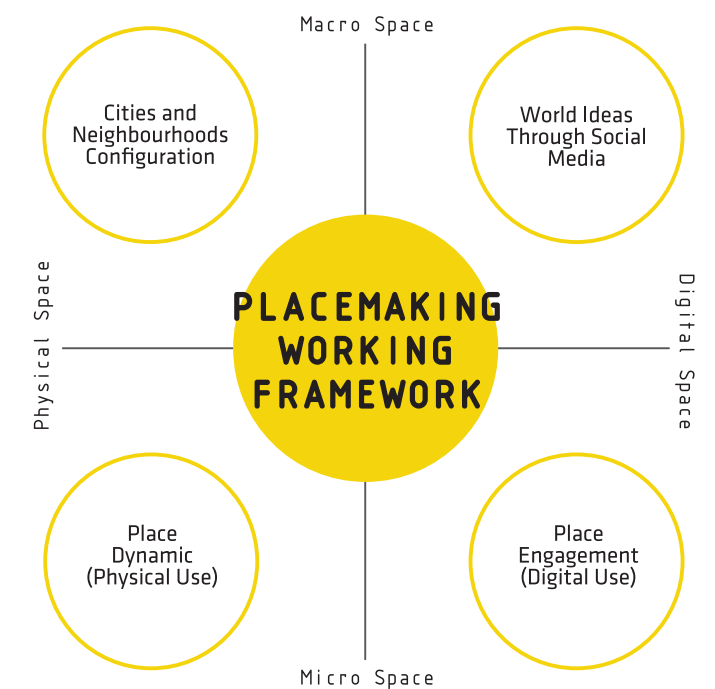 Macro Space
Cities and
Neighbourhoods
Configuration
World Ideas
Through Social
Media
Physical Space
PLACEMAKING
WORKING
FRAMEWORK
Digital Space
Place
Dynamic
(Physical Use)
Place
Engagement
(Digital Use)
Micro Space